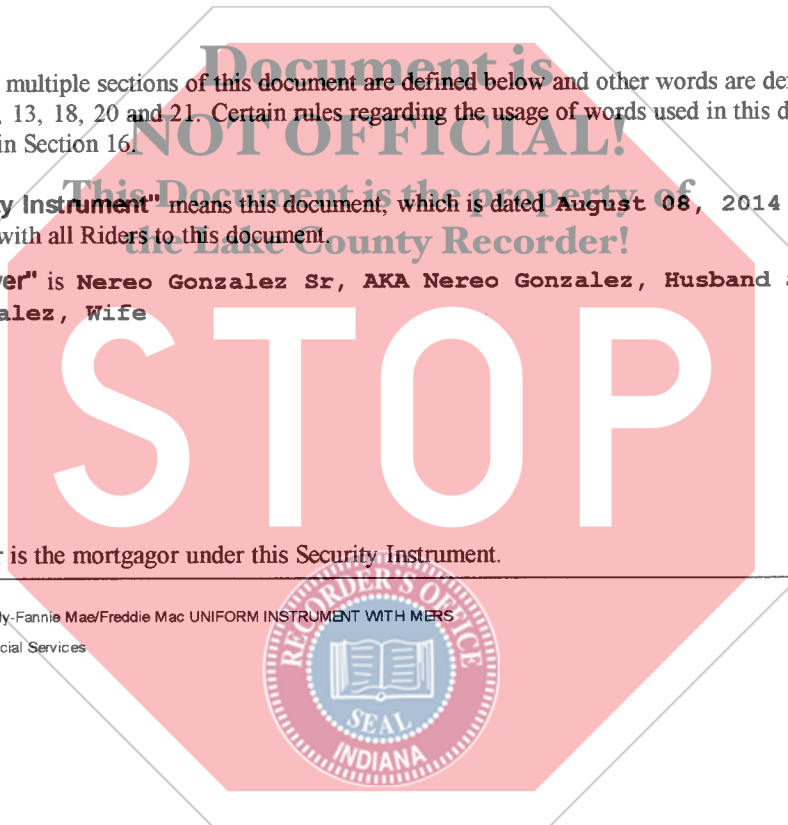 Document is
multiple sections of this document are defined below and other words are
, 13, 18, 20 and 21. Certain rules regarding the usage of words used in this
in Section 16.
NOT OFFICIAL!
This Document is the property of
Instrument" means this document, which is dated August 08, 2014
with all Riders to this document.
the Lake County Recorder!
is Nereo Gonzalez Sr, AKA Nereo Gonzalez, Husband
alez, Wife
STOP
is the mortgagor under this Security Instrument.
ly-Fannie Mae/Freddie Mac UNIFORM INSTRUMENT WITH MERS
cial Services
RECORDER'S OFFICE
SEAL
INDIANA